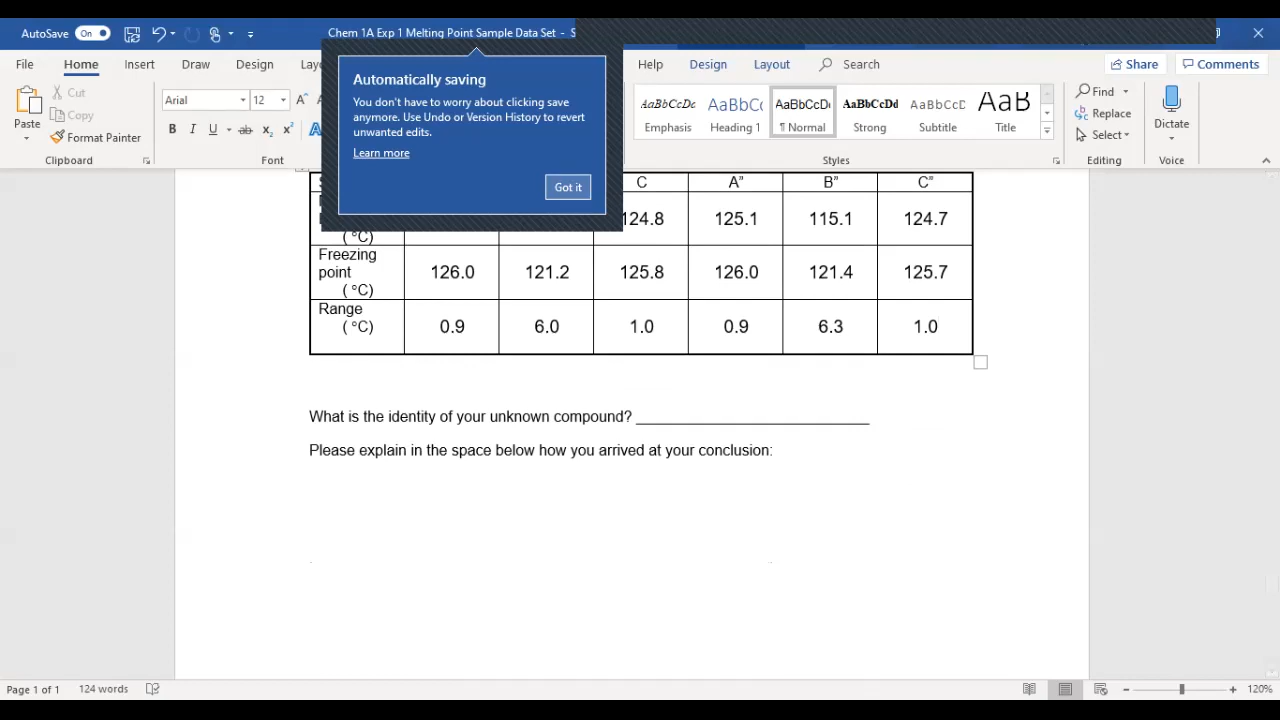 AutoSave On Chem 1A Exp 1 Melting Point Sample Data Set - S
File Home Insert Draw Design Help Design Layout Search Share Comments
Automatically saving
You don't have to worry about clicking save
anymore. Use Undo or Version History to revert
unwanted edits.
Learn more
Got it
Paste
Cut
Copy
Format Painter
Clipboard
Arial 12
B I U ab x₂ x² A
Font
AaBbCcDc AaBbC AaBbCcD AaBbCcDd AaBbCcD AaB
Emphasis Heading 1 ¶ Normal Strong Subtitle Title
Styles
Find
Replace
Select
Editing
Dictate
Voice
C A” B” C”
(°C) 124.8 125.1 115.1 124.7
Freezing
point
(°C) 126.0 121.2 125.8 126.0 121.4 125.7
Range
(°C) 0.9 6.0 1.0 0.9 6.3 1.0
What is the identity of your unknown compound? ____________________________
Please explain in the space below how you arrived at your conclusion:
Page 1 of 1 124 words 120%